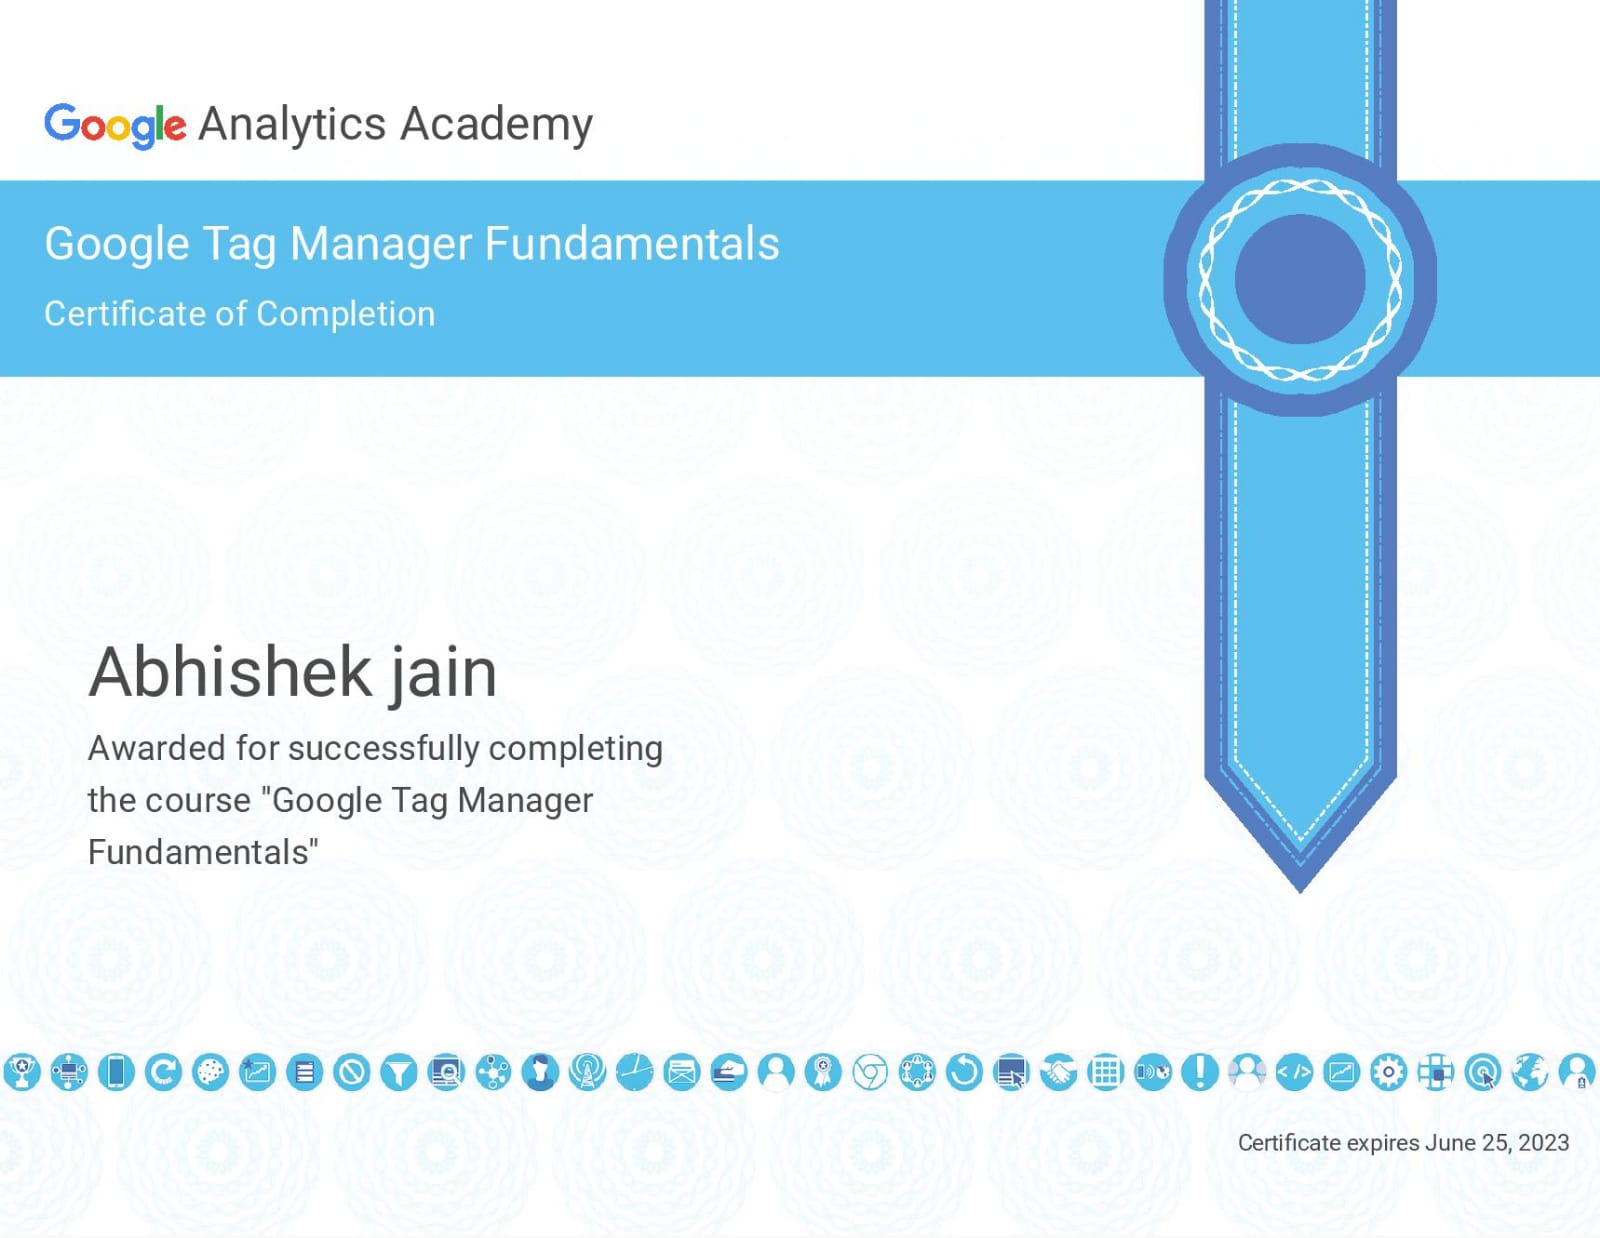 Google Analytics Academy
Google Tag Manager Fundamentals
Certificate of Completion
Abhishek jain
Awarded for successfully completing
the course "Google Tag Manager
Fundamentals"
Certificate expires June 25, 2023